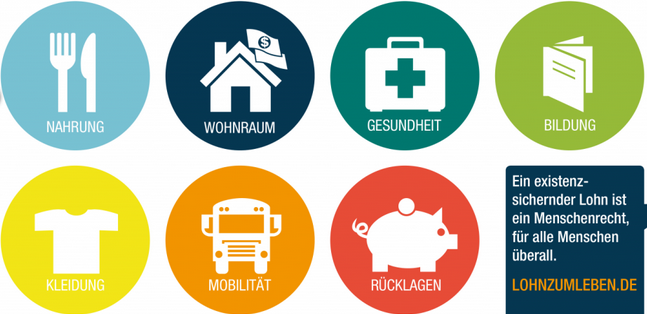 NAHRUNG
WOHNRAUM
GESUNDHEIT
BILDUNG
KLEIDUNG
MOBILITÄT
RÜCKLAGEN
Ein existenz-
sichernder Lohn ist
ein Menschenrecht,
für alle Menschen
überall.
LOHNZUMLEBEN.DE